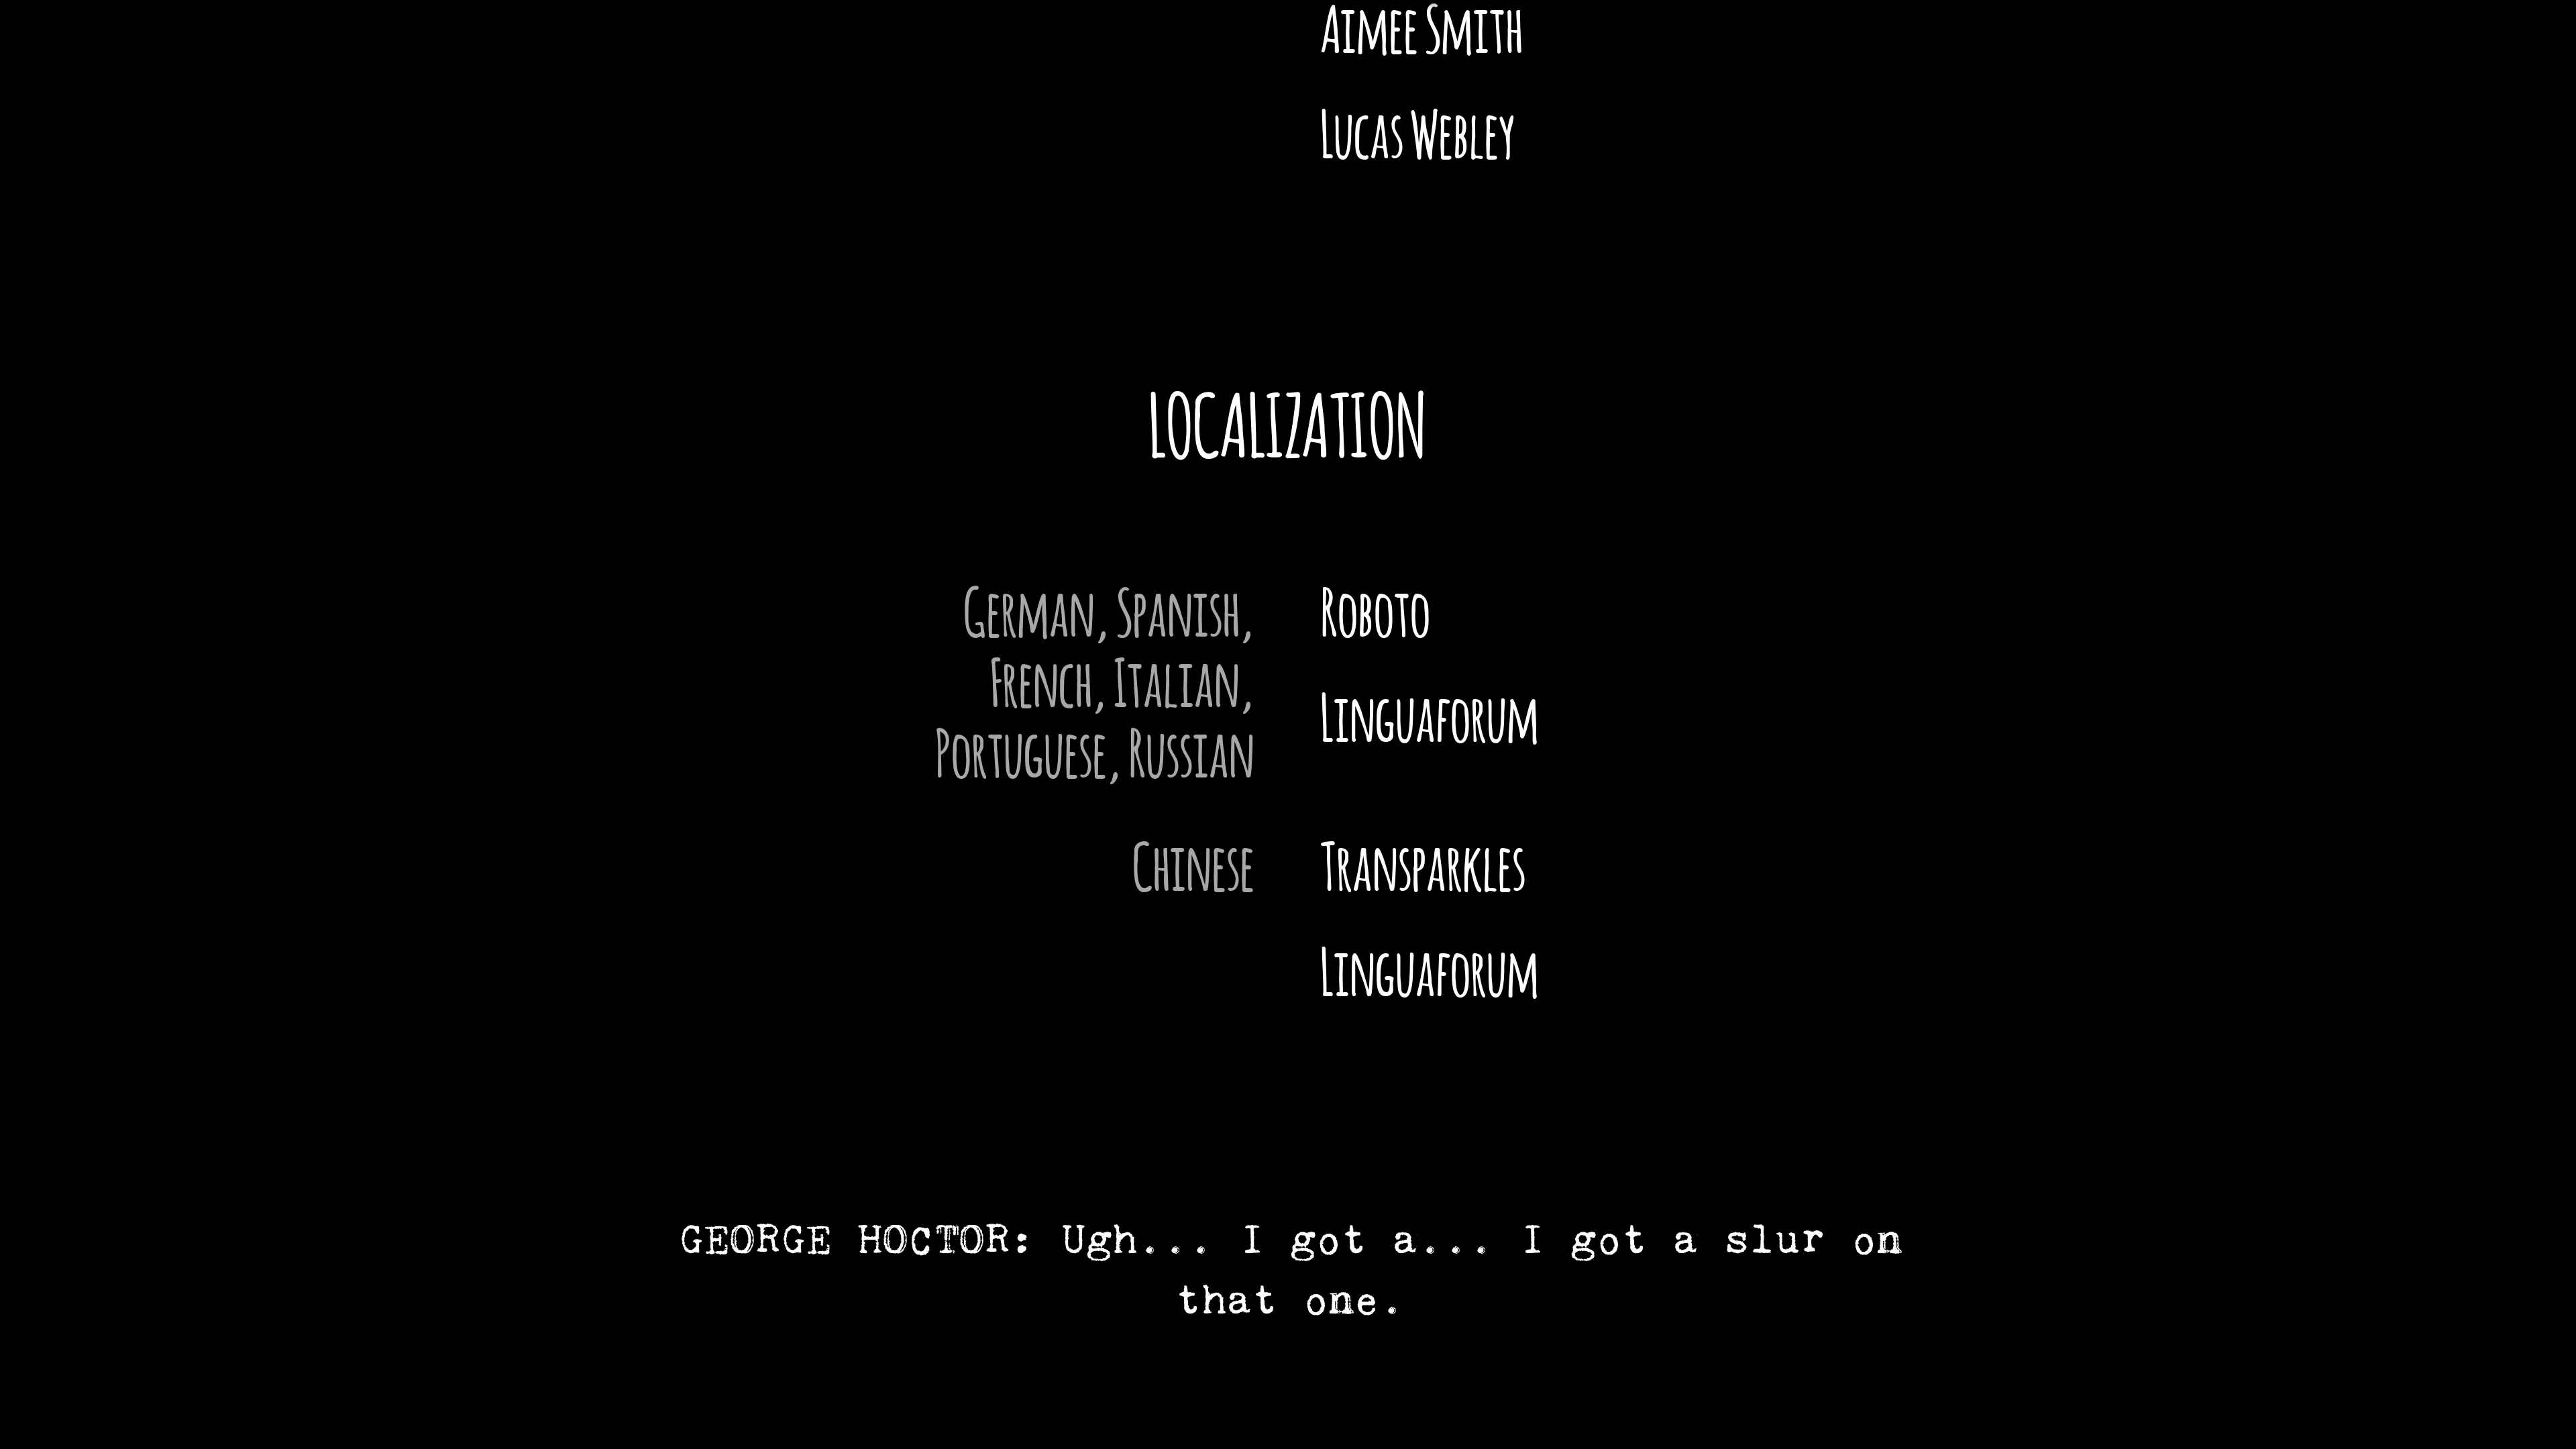 Aimee Smith
Lucas Webley
LOCALIZATION
German, Spanish,
French, Italian,
Portuguese, Russian
Roboto
Linguaforum
Chinese
Transparkles
Linguaforum
GEORGE HOCTOR: Ugh... I got a... I got a slur on
that one.